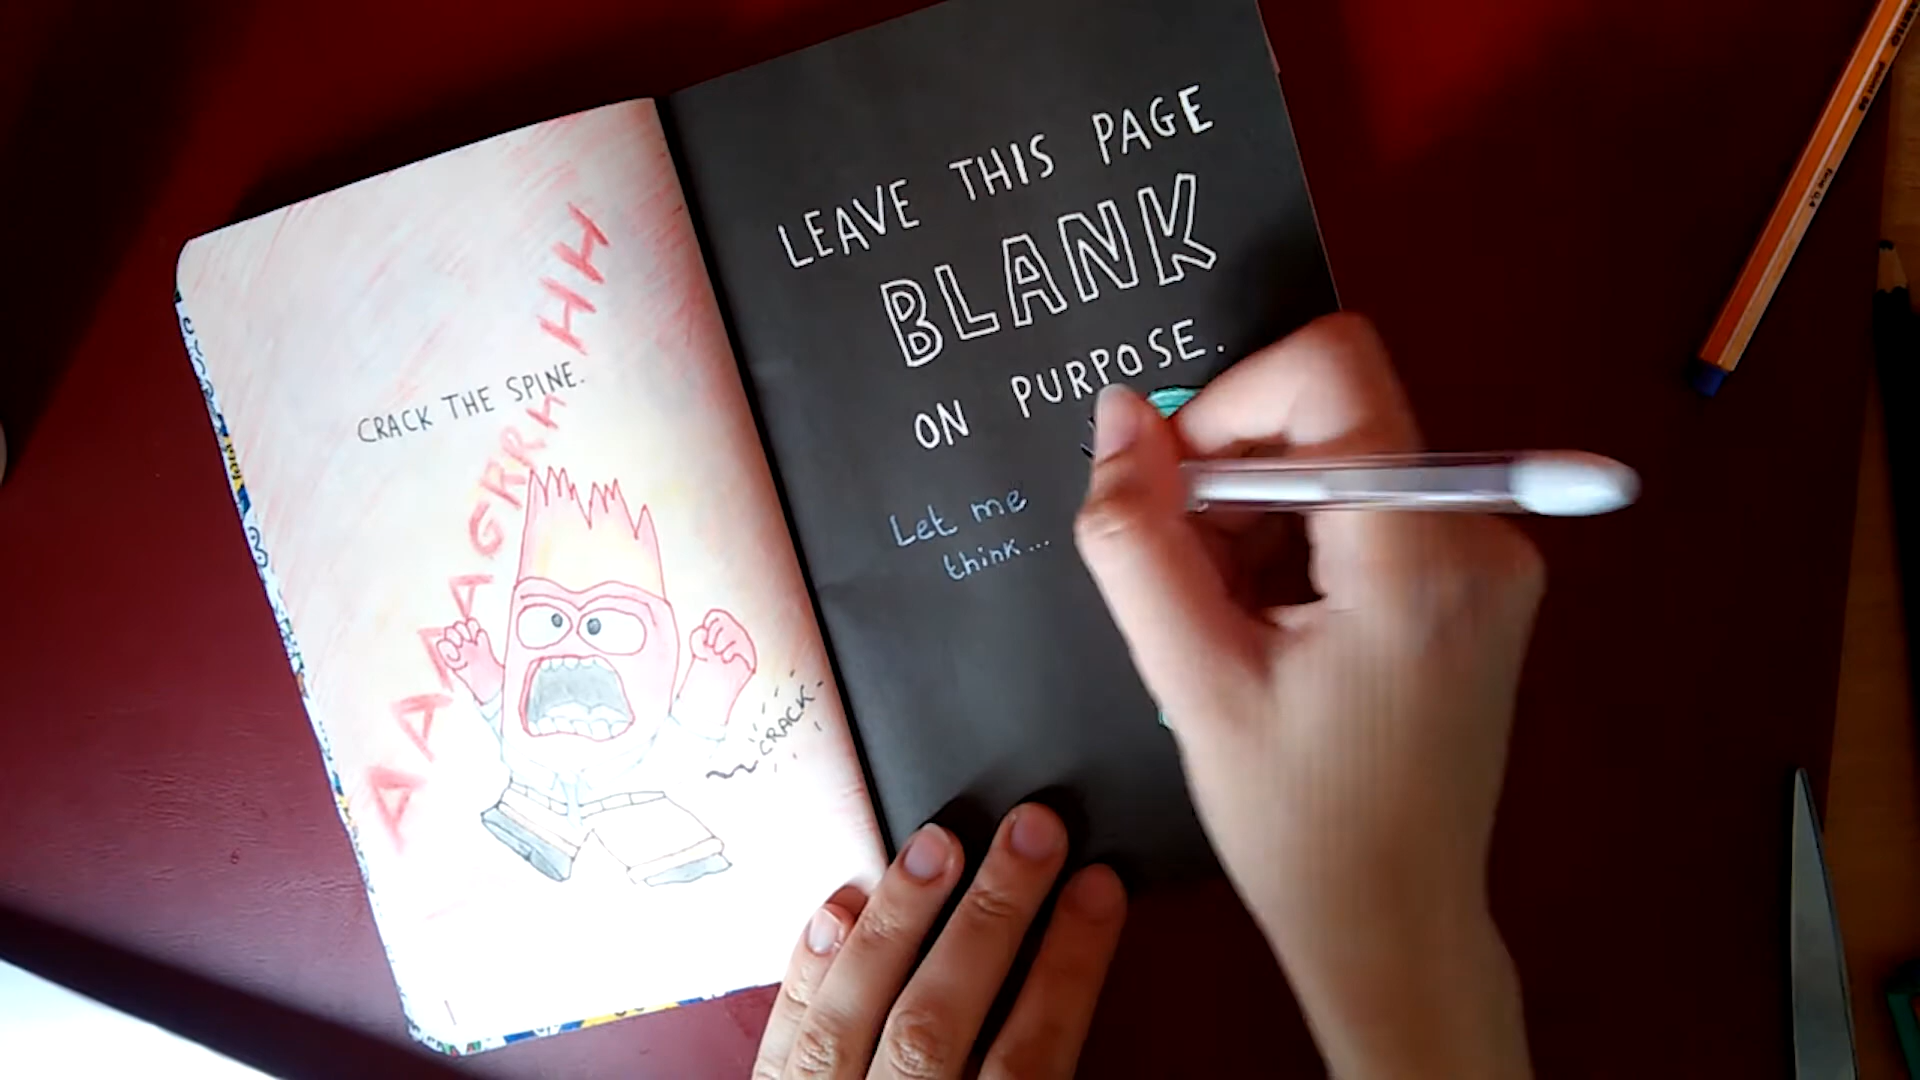 CRACK THE SPINE.
AAAAGRRHHH
CRACK
LEAVE THIS PAGE
BLANK
ON PURPOSE.
Let me
think...